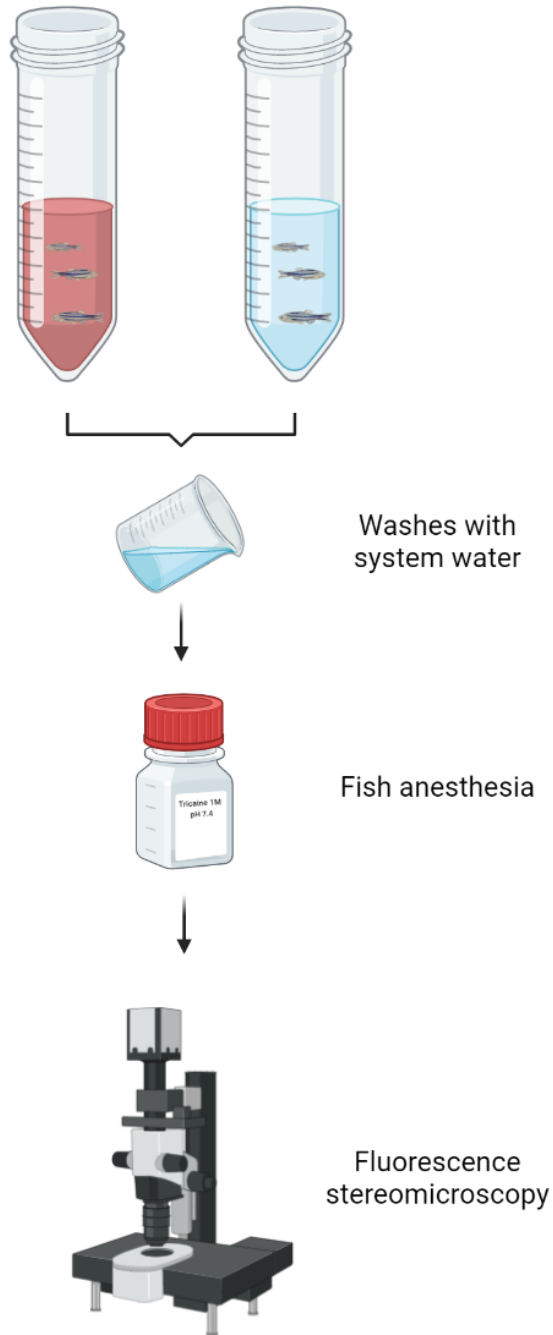 Washes with
system water
Tricaine 1M
pH 7.4
Fish anesthesia
Fluorescence
stereomicroscopy